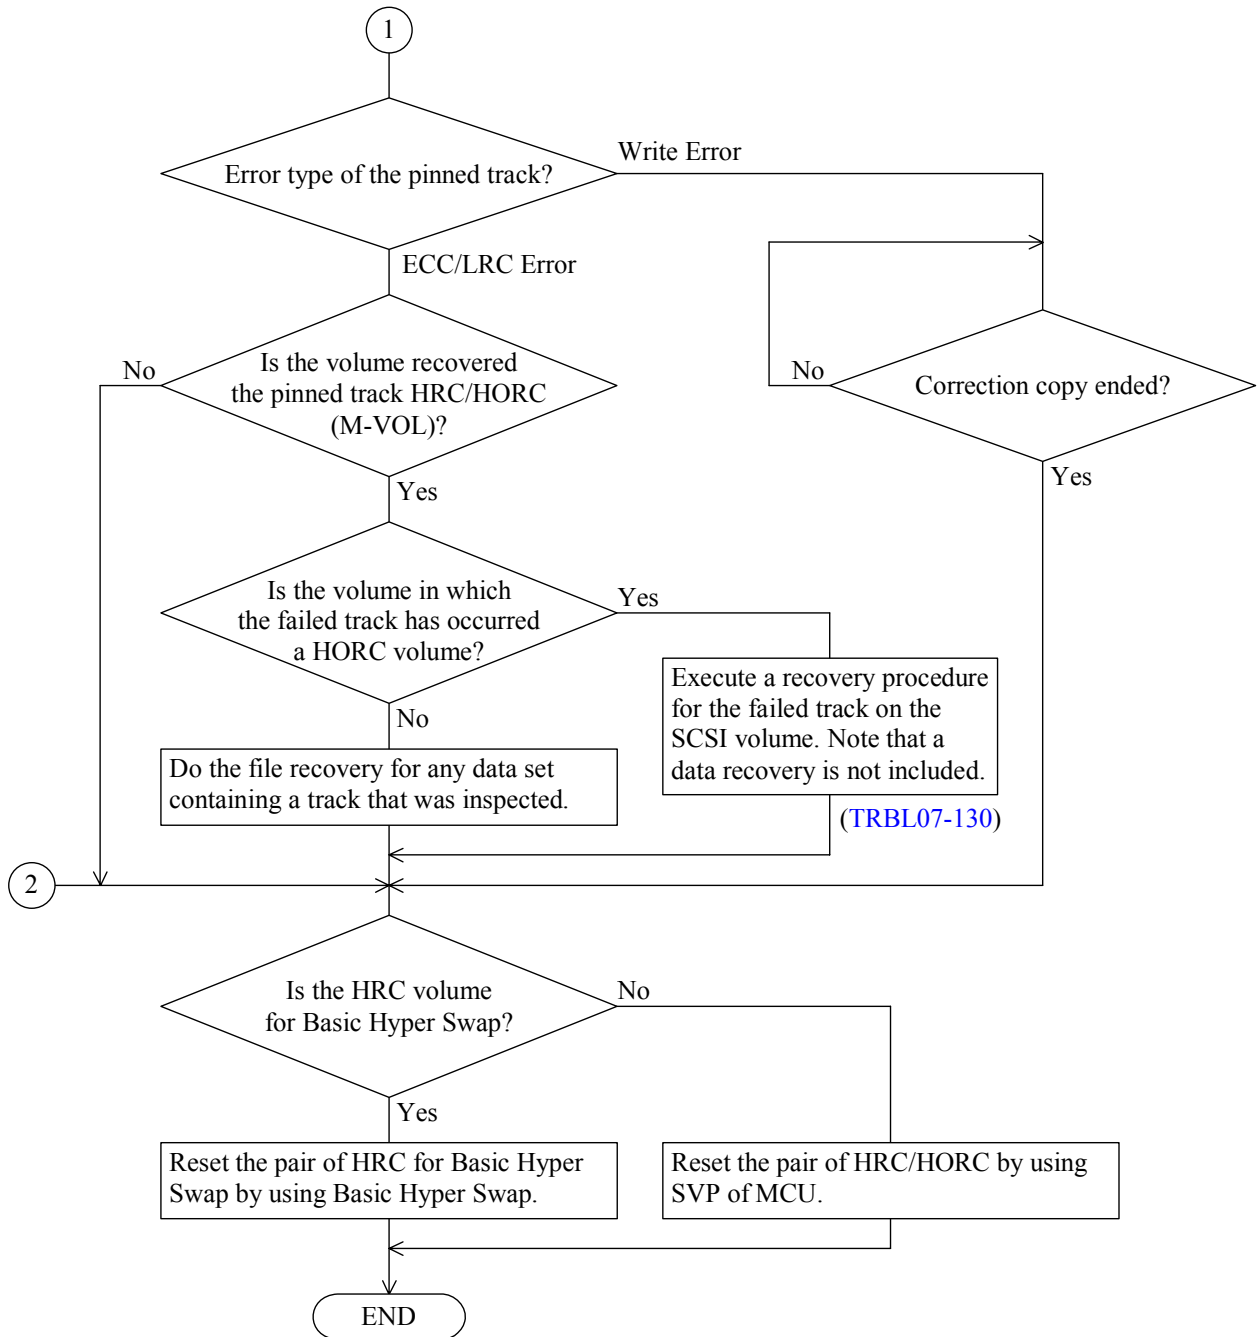 1
Error type of the pinned track?
Write Error
ECC/LRC Error
Is the volume recovered
the pinned track HRC/HORC
(M-VOL)?
No
Yes
Correction copy ended?
No
Yes
Is the volume in which
the failed track has occurred
a HORC volume?
Yes
No
Execute a recovery procedure
for the failed track on the
SCSI volume. Note that a
data recovery is not included.
(TRBL07-130)
Do the file recovery for any data set
containing a track that was inspected.
2
Is the HRC volume
for Basic Hyper Swap?
No
Yes
Reset the pair of HRC for Basic Hyper
Swap by using Basic Hyper Swap.
Reset the pair of HRC/HORC by using
SVP of MCU.
END